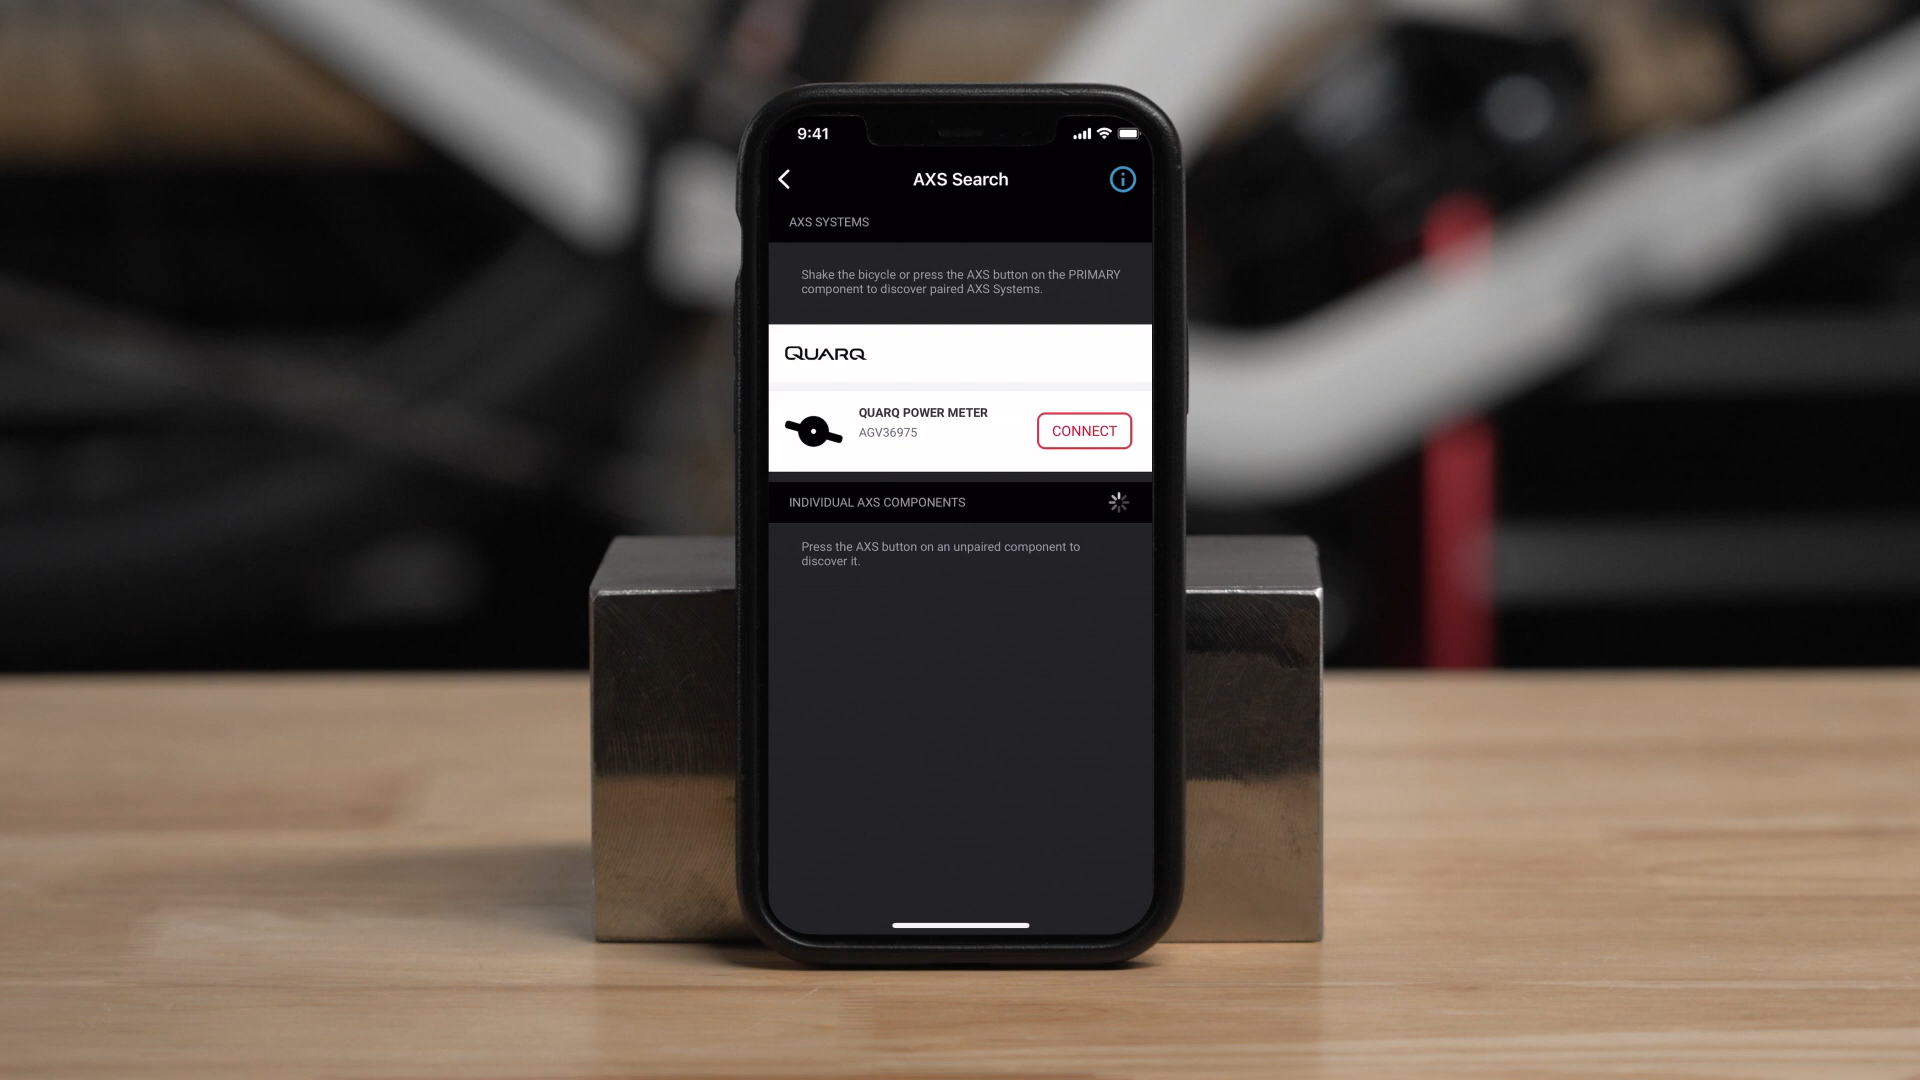 9:41
AXS Search
AXS SYSTEMS
Shake the bicycle or press the AXS button on the PRIMARY
component to discover paired AXS Systems.
QUARQ
QUARQ POWER METER
AGV36975
CONNECT
INDIVIDUAL AXS COMPONENTS
Press the AXS button on an unpaired component to
discover it.